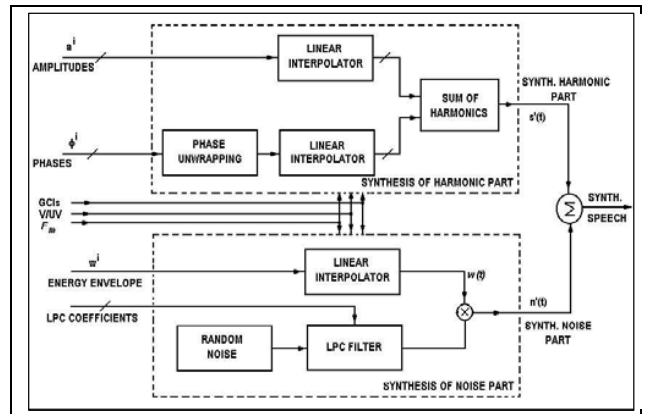 a i
AMPLITUDES
LINEAR
INTERPOLATOR
SUM OF
HARMONICS
SYNTH. HARMONIC
PART
s'(t)
ϕ i
PHASES
PHASE
UNWRAPPING
LINEAR
INTERPOLATOR
SYNTHESIS OF HARMONIC PART
GCIs
V/UV
Σ
SYNTH.
SPEECH
w i
ENERGY ENVELOPE
LINEAR
INTERPOLATOR
w (t)
LPC COEFFICIENTS
RANDOM
NOISE
LPC FILTER
n'(t)
SYNTH. NOISE
PART
SYNTHESIS OF NOISE PART